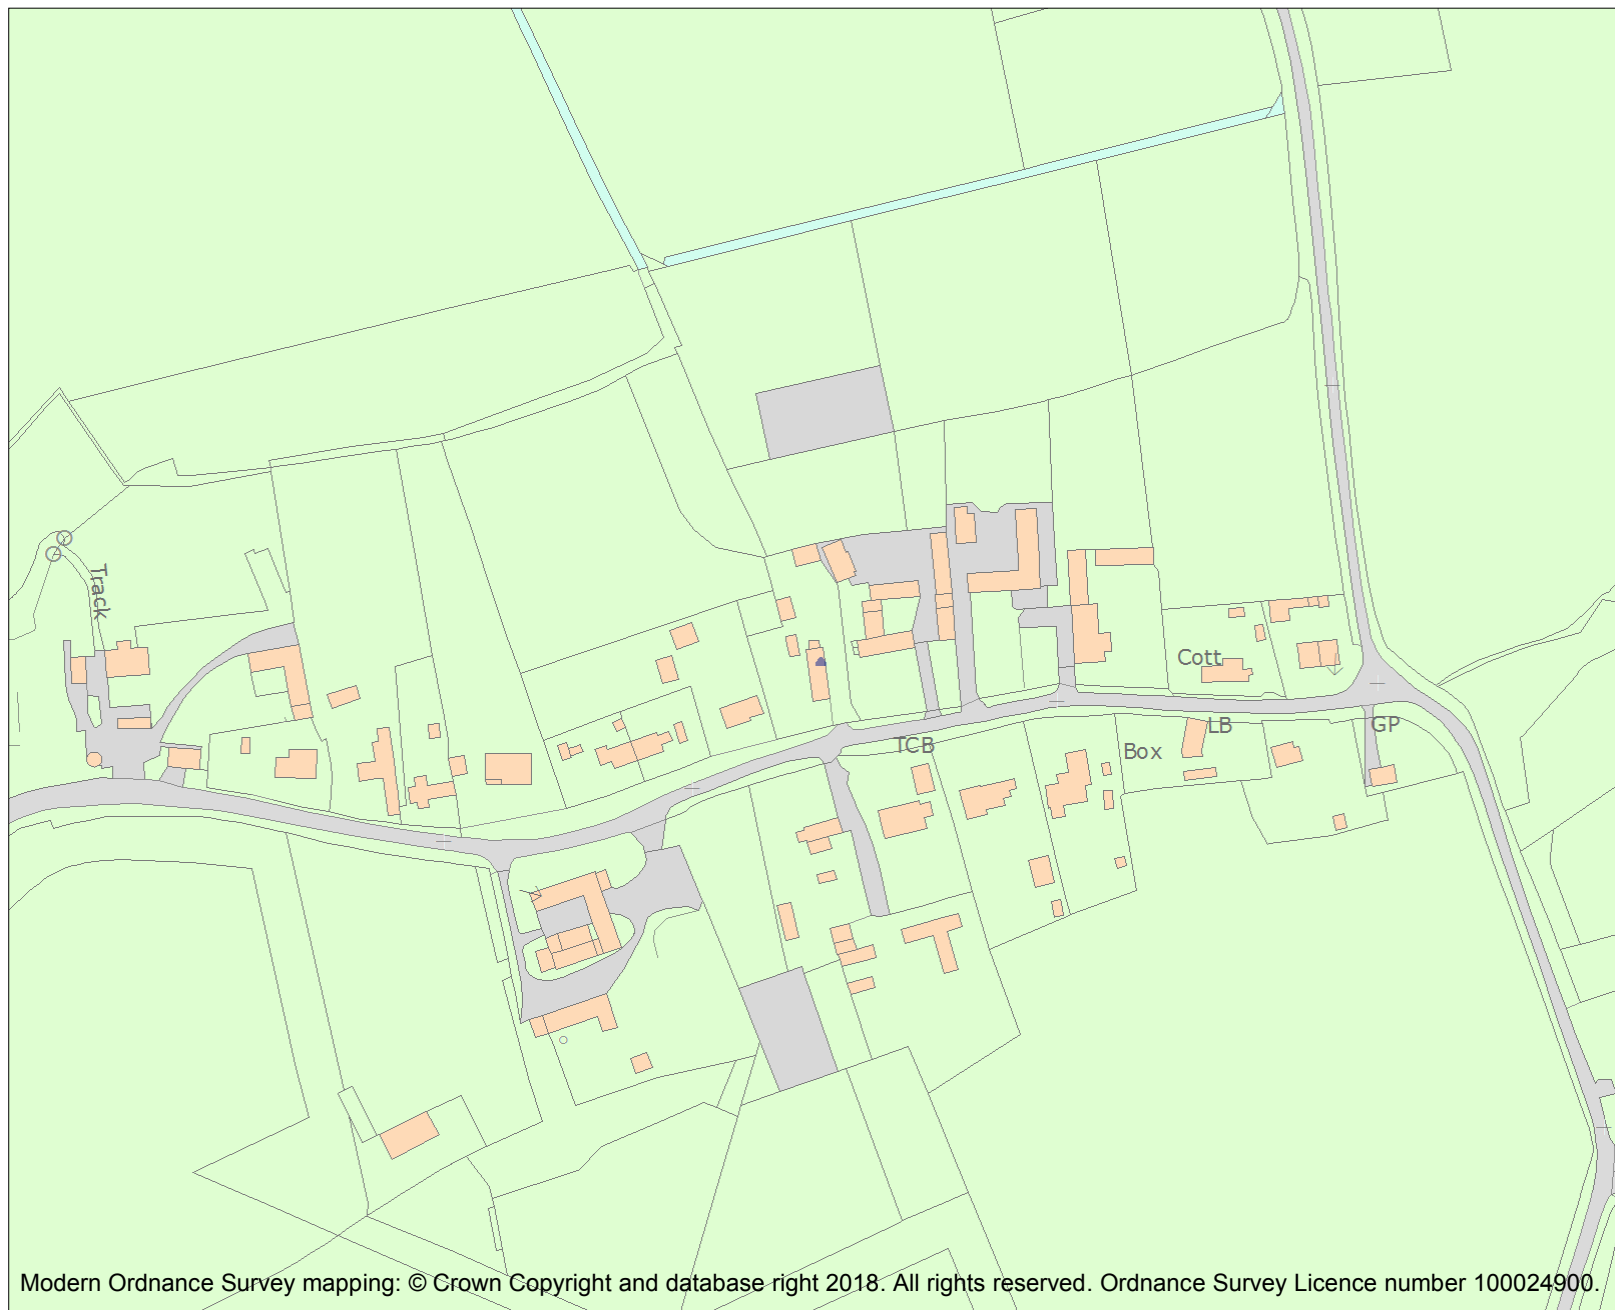 Track
Cott
LB
GP
TCB
Box
Modern Ordnance Survey mapping: © Crown Copyright and database right 2018. All rights reserved. Ordnance Survey Licence number 100024900.